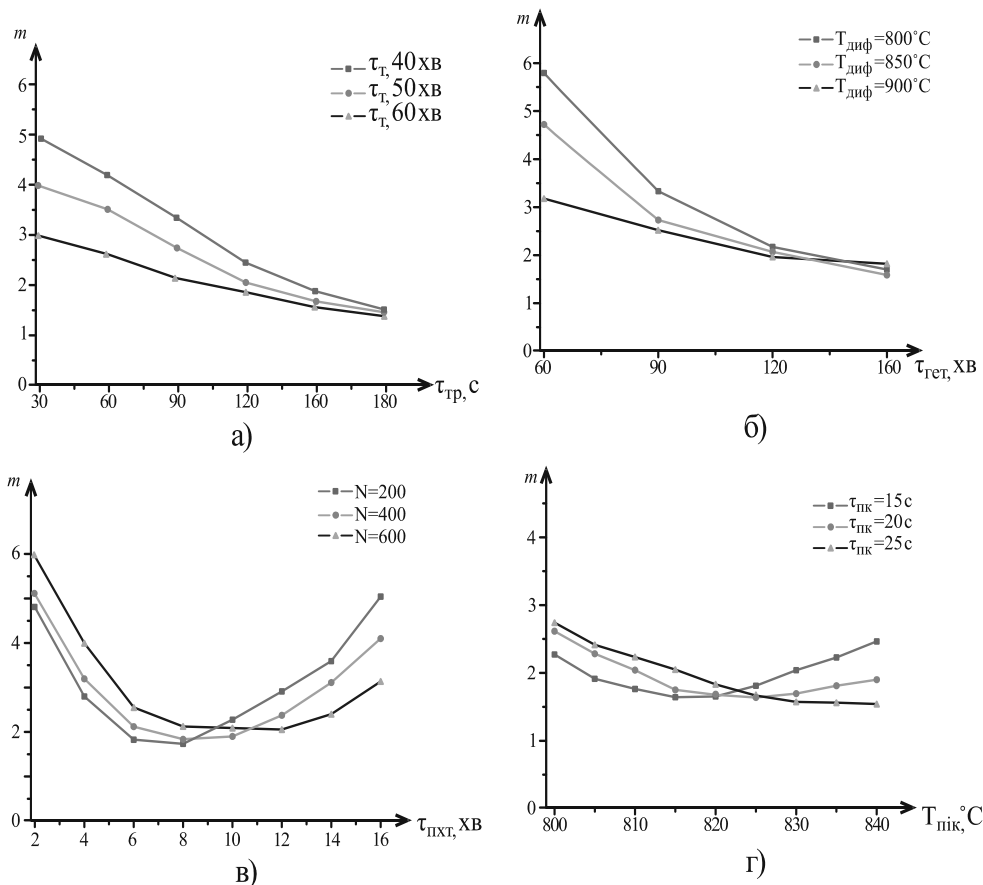 m
6
5
4
3
2
1
0
30 60 90 120 160 180
τтр, с
τт, 40хв
τт, 50хв
τт, 60хв
а)
m
6
5
4
3
2
1
0
60 90 120 160
τгет, хв
Tдиф=800°C
Tдиф=850°C
Tдиф=900°C
б)
m
6
4
2
0
2 4 6 8 10 12 14 16
τпхт, хв
N=200
N=400
N=600
в)
m
4
3
2
1
0
800 810 820 830 840
Tпік, °C
τпк=15с
τпк=20с
τпк=25с
г)